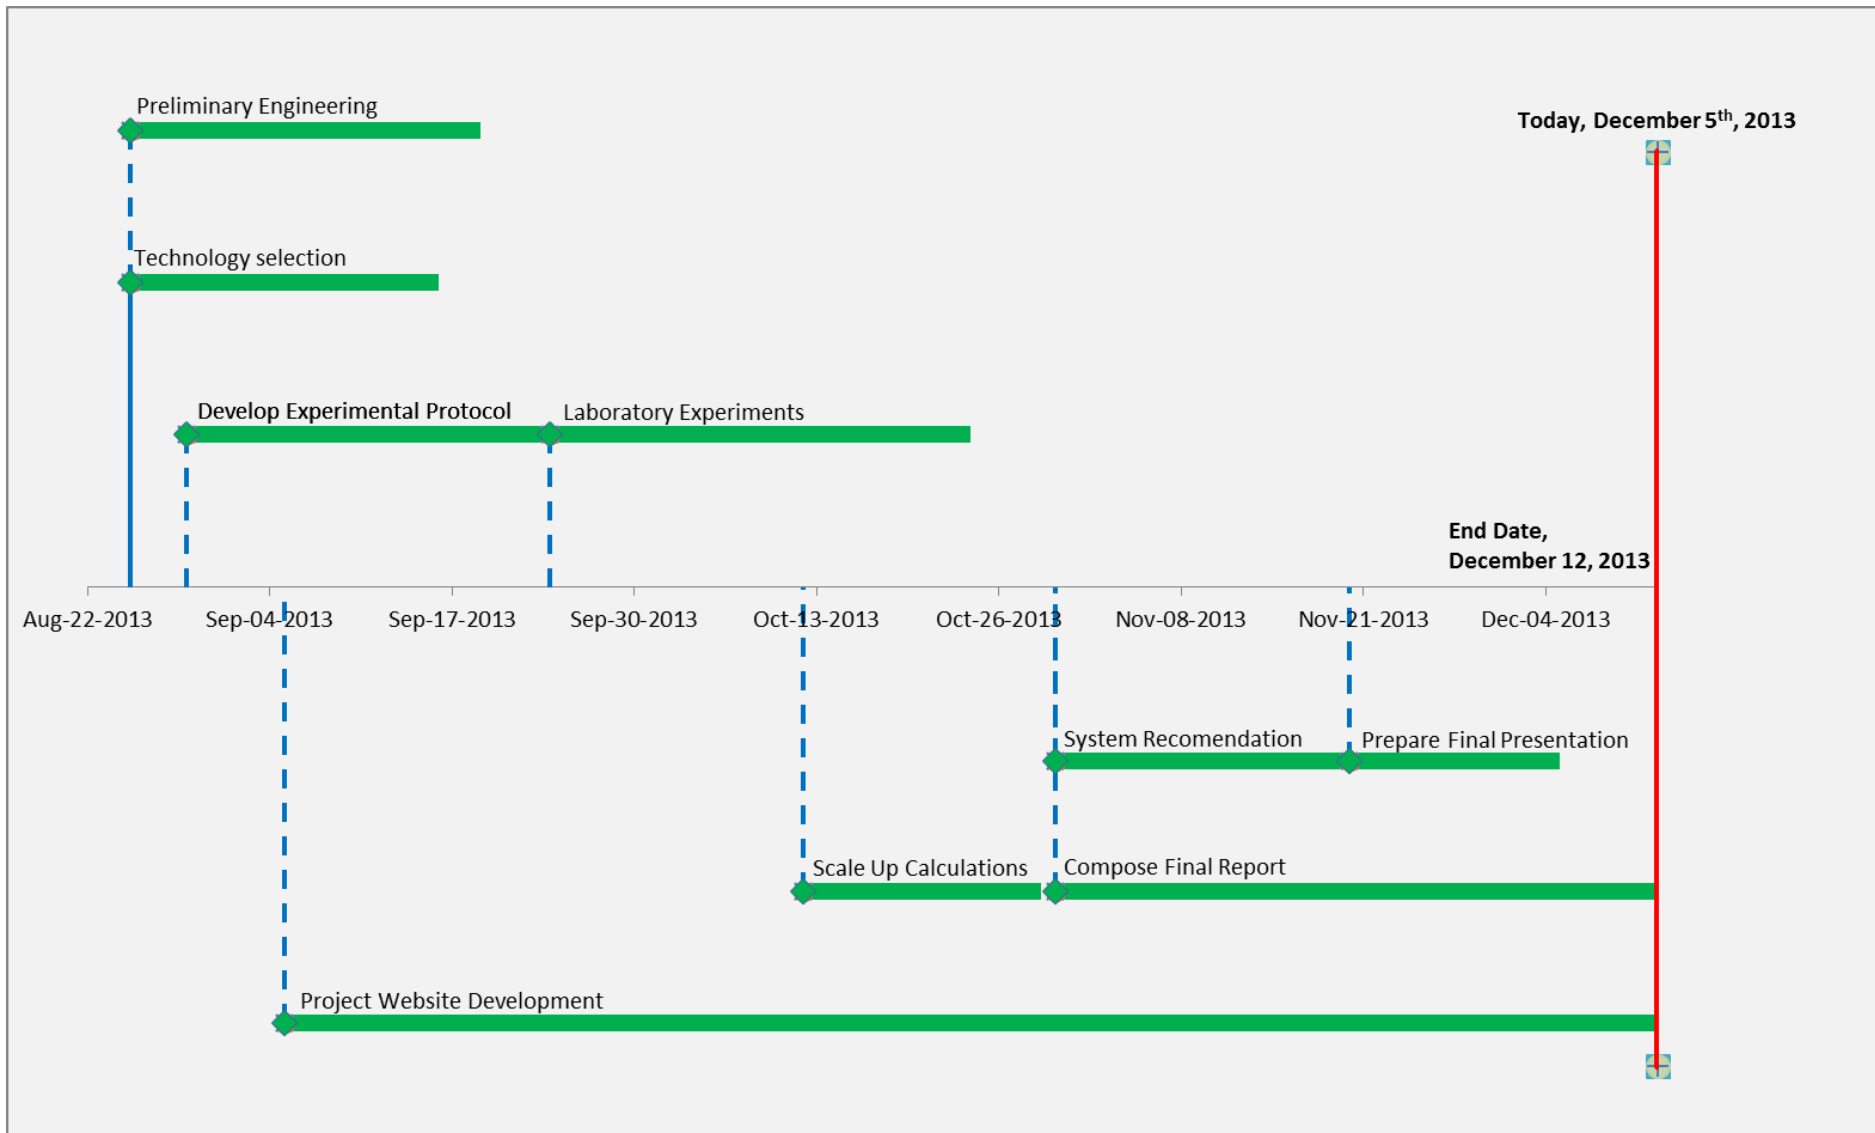 Preliminary Engineering
Today, December 5th, 2013
Technology selection
Develop Experimental Protocol
Laboratory Experiments
End Date,
December 12, 2013
Aug-22-2013 Sep-04-2013 Sep-17-2013 Sep-30-2013 Oct-13-2013 Oct-26-2013 Nov-08-2013 Nov-21-2013 Dec-04-2013
System Recomendation
Prepare Final Presentation
Scale Up Calculations
Compose Final Report
Project Website Development